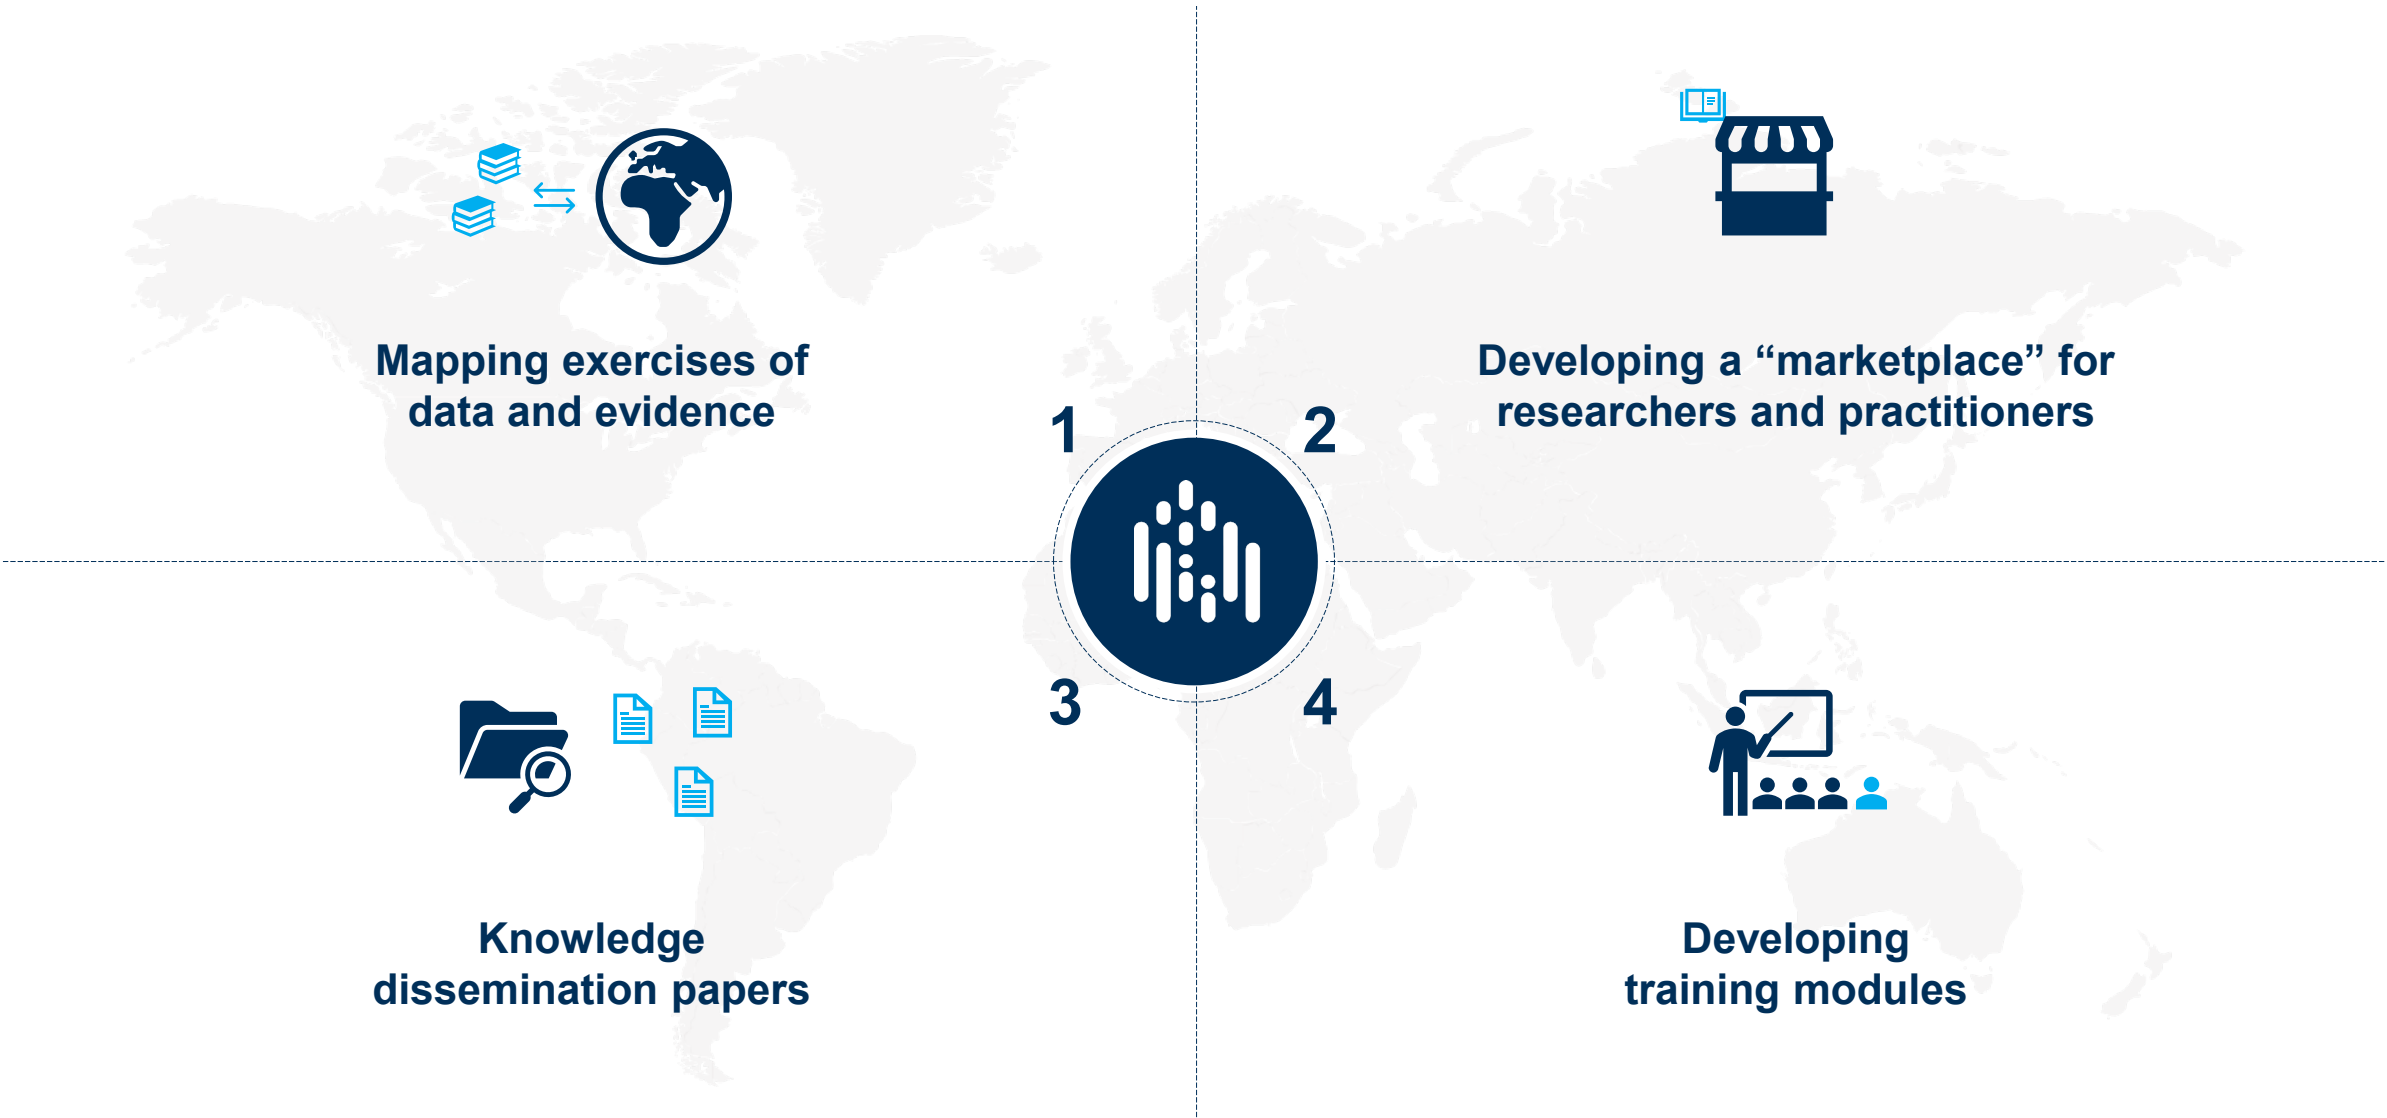 Mapping exercises of
data and evidence
1
Developing a “marketplace” for
researchers and practitioners
2
3
Knowledge
dissemination papers
4
Developing
training modules